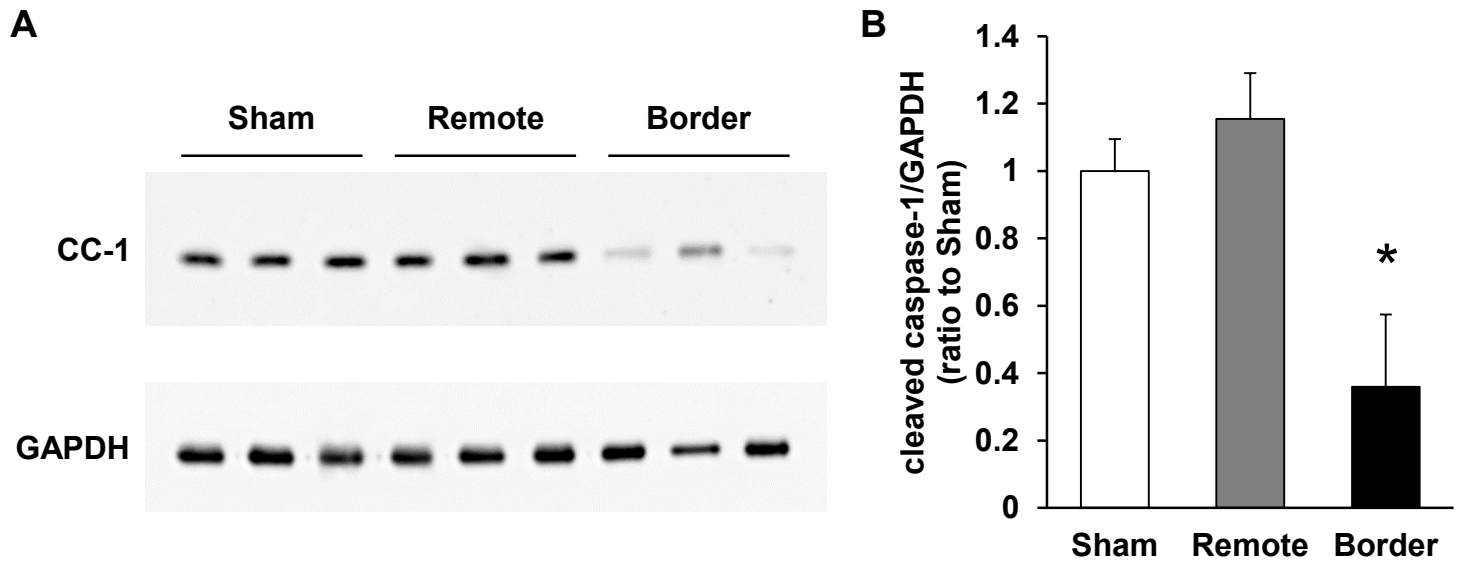 A
Sham Remote Border
CC-1
GAPDH
B
cleaved caspase-1/GAPDH
(ratio to Sham)
1.4
1.2
1
0.8
0.6
0.4
0.2
0
*
Sham Remote Border